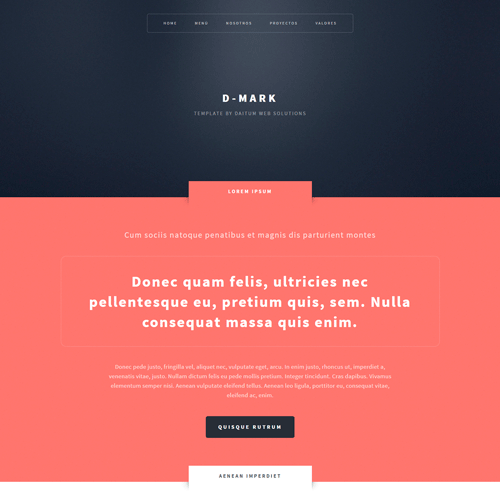 HOME MENÚ NOSOTROS PROYECTOS VALORES
D-MARK
TEMPLATE BY DAITUM WEB SOLUTIONS
LOREM IPSUM
Cum sociis natoque penatibus et magnis dis parturient montes
Donec quam felis, ultricies nec
pellentesque eu, pretium quis, sem. Nulla
consequat massa quis enim.
Donec pede justo, fringilla vel, aliquet nec, vulputate eget, arcu. In enim justo, rhoncus ut, imperdiet a,
venenatis vitae, justo. Nullam dictum felis eu pede mollis pretium. Integer tincidunt. Cras dapibus. Vivamus
elementum semper nisi. Aenean vulputate eleifend tellus. Aenean leo ligula, porttitor eu, consequat vitae,
eleifend ac, enim.
QUISQUE RUTRUM
AENEAN IMPERDIET